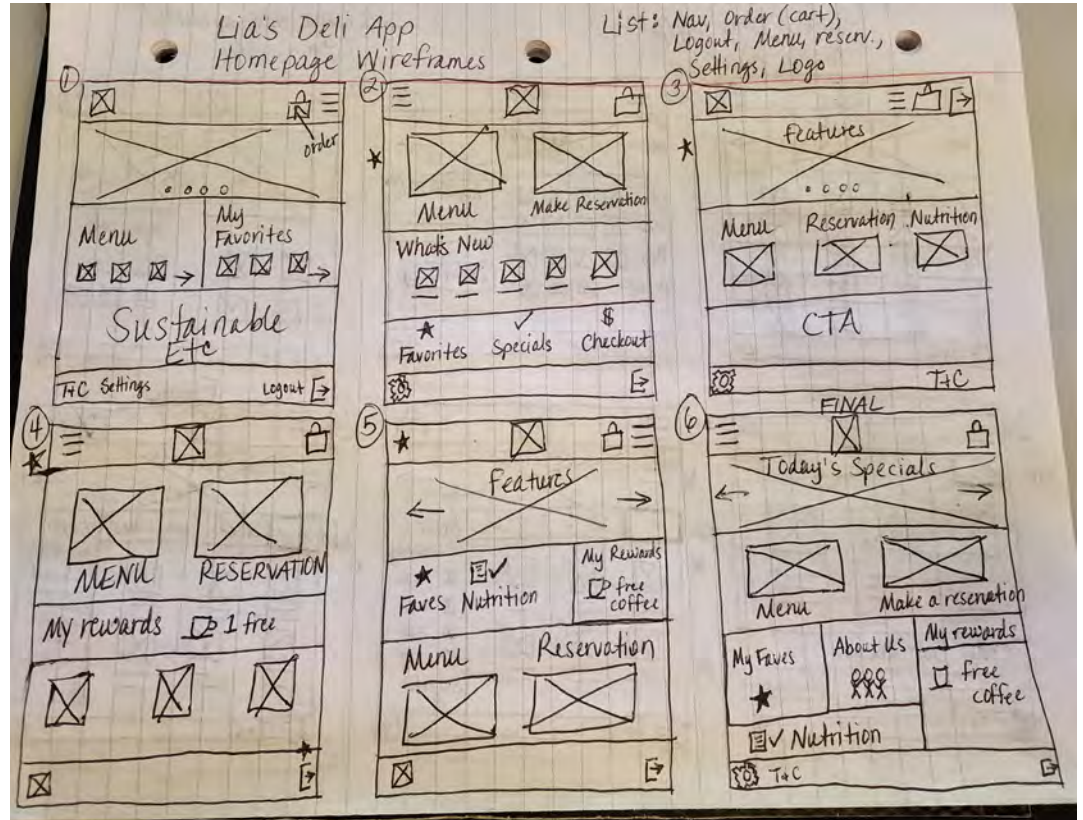 Lia's Deli App
Homepage Wireframes
List: Nav, Order (cart),
Logout, Menu, reserv.,
Settings, Logo
1
order
Menu
My
Favorites
Sustainable
ETC
T+C Settings
Logout
2
Menu
Make Reservation
What's New
Favorites
Specials
$
Checkout
3
Features
Menu
Reservation
Nutrition
CTA
T+C
4
MENU
RESERVATION
My rewards
1 free
5
Features
Faves
Nutrition
My Rewards
free
coffee
Menu
Reservation
FINAL
6
Today's Specials
Menu
Make a reservation
My Faves
About Us
My rewards
free
coffee
Nutrition
T+C